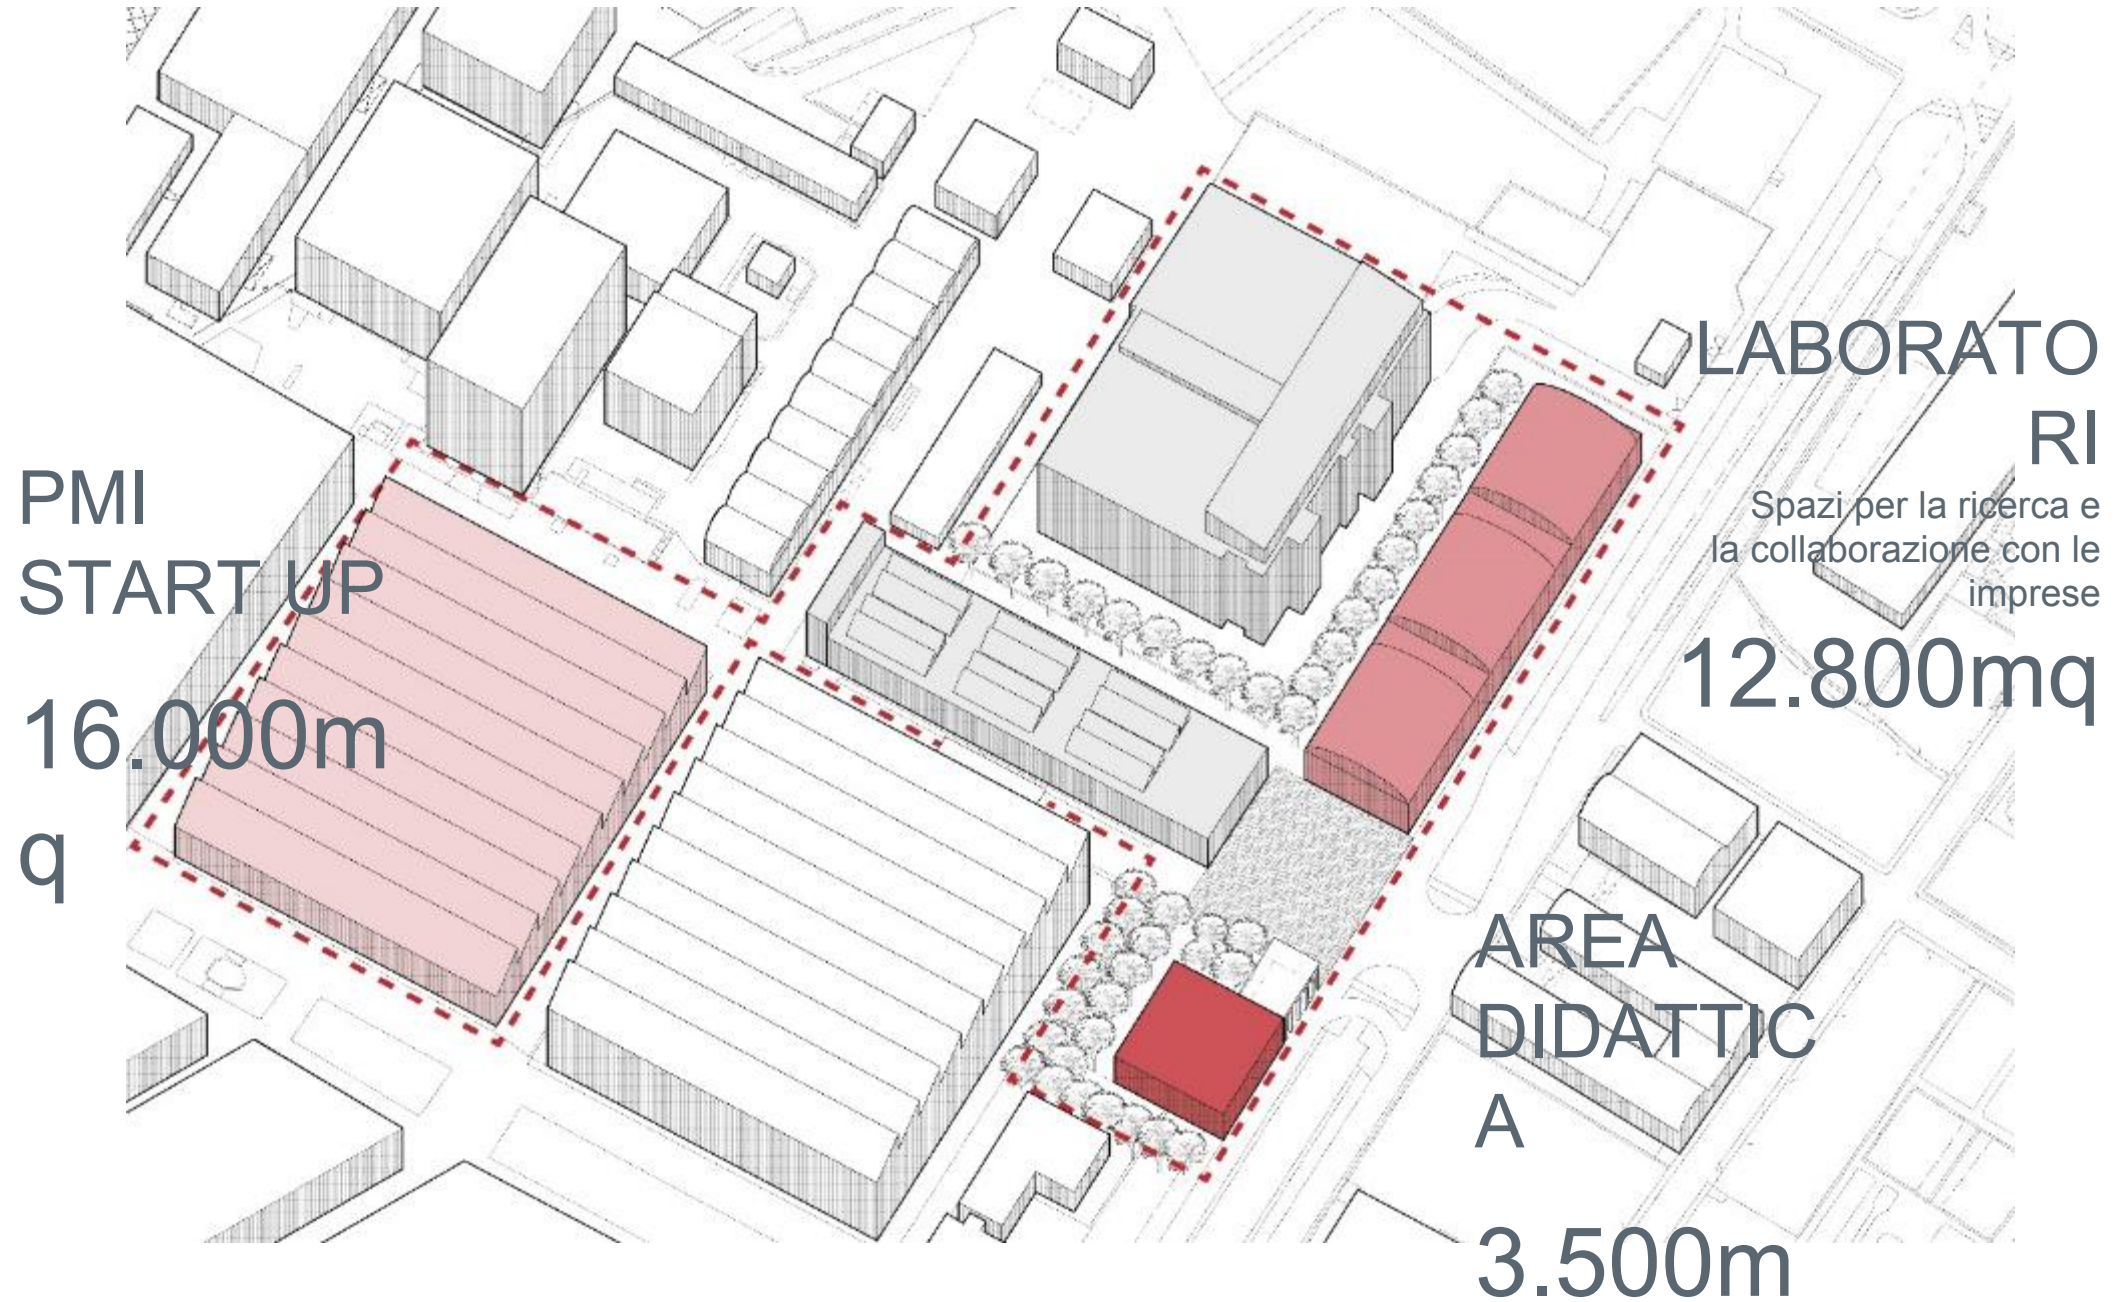 PMI
START UP
16.000m
q
LABORATO
RI
Spazi per la ricerca e
la collaborazione con le
imprese
12.800mq
AREA
DIDATTIC
A
3.500m